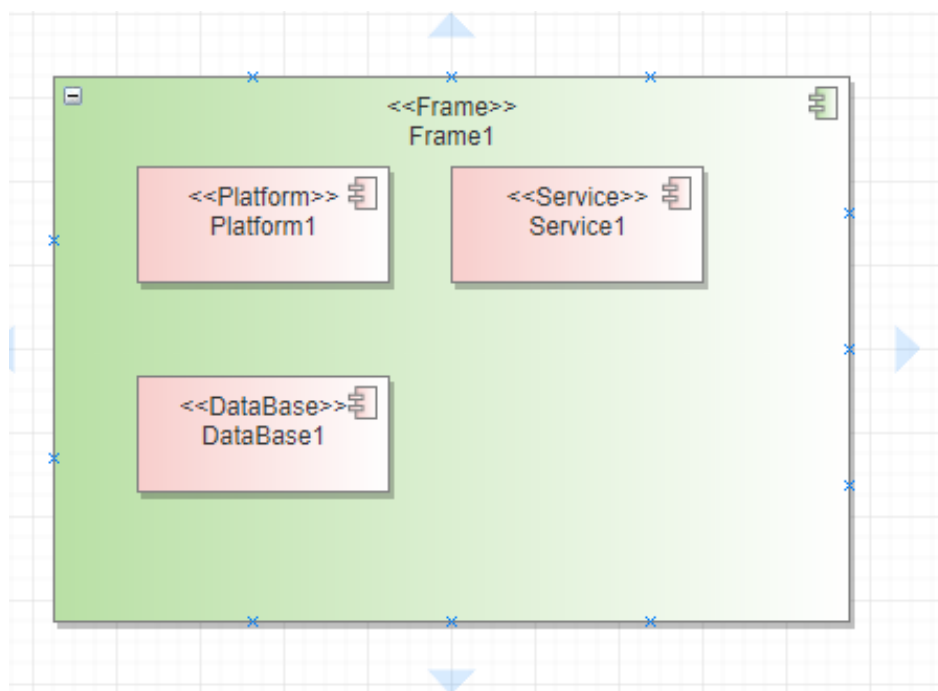 <<Frame>>
Frame1
<<Platform>>
Platform1
<<Service>>
Service1
<<DataBase>>
DataBase1